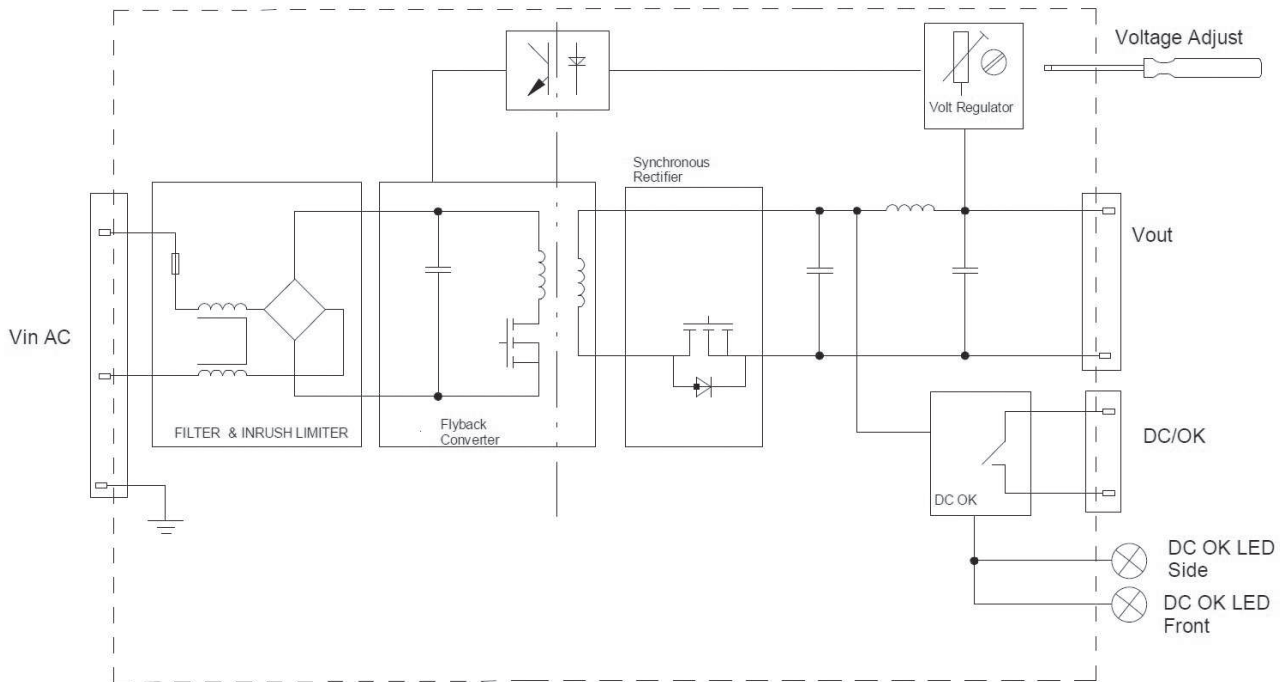 Voltage Adjust
Volt Regulator
Synchronous
Rectifier
Vout
Vin AC
FILTER & INRUSH LIMITER
Flyback
Converter
DC/OK
DC OK
DC OK LED
Side
DC OK LED
Front